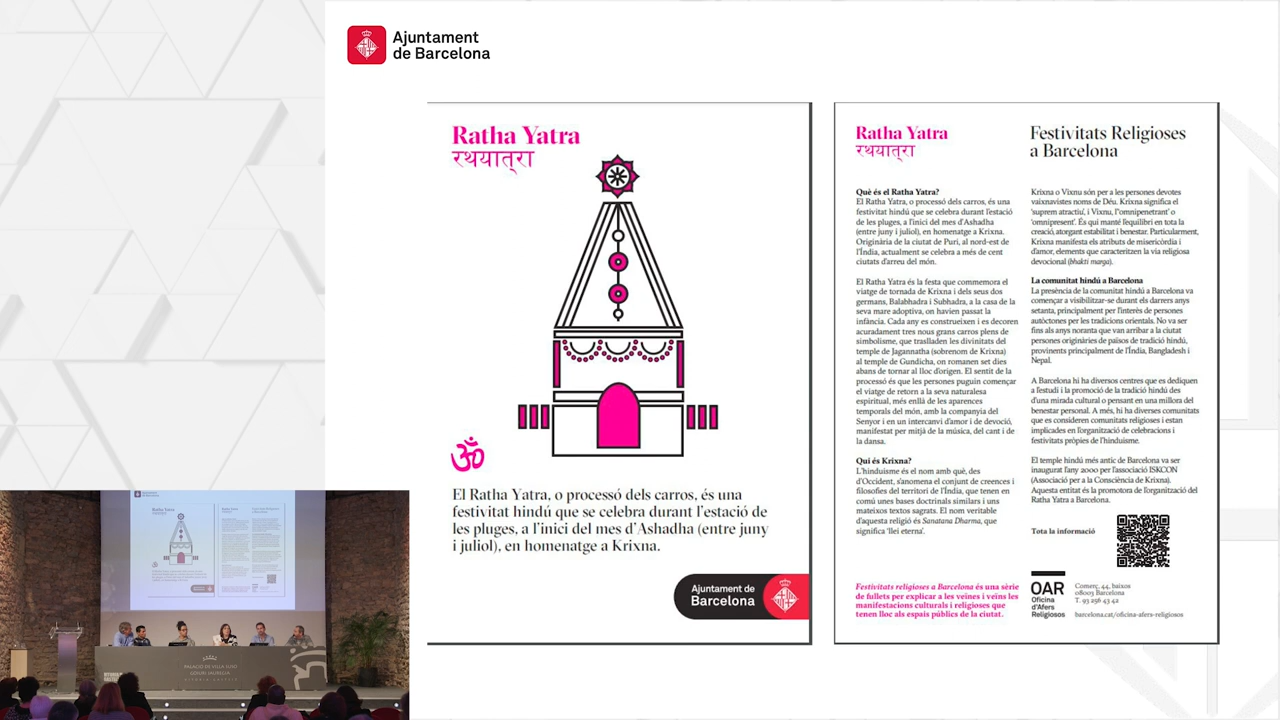 Ajuntament
de Barcelona
Ratha Yatra
रथयात्रा
El Ratha Yatra, o processó dels carros, és una
festivitat hindú que se celebra durant l'estació de
les pluges, a l'inici del mes d'Ashadha (entre juny
i juliol), en homenatge a Krixna.
ॐ
Ajuntament de
Barcelona
Ratha Yatra
रथयात्रा
Festivitats Religioses
a Barcelona
Què és el Ratha Yatra?
El Ratha Yatra, o processó dels carros, és una
festivitat hindú que se celebra durant l'estació
de les pluges, a l'inici del mes d'Ashadha
(entre juny i juliol), en homenatge a Krixna.
Originària de la ciutat de Puri, al nord-est de
l'Índia, actualment se celebra a més de cent
ciutats d'arreu del món.
El Ratha Yatra és la festa que commemora el
viatge de tornada de Krixna i dels seus dos
germans, Balabhadra i Subhadra, a la casa de la
seva mare adoptiva, on havien passat la
infància. Cada any es construeixen i es decoren
acuradament tres nous grans carros plens de
simbolisme, que traslladen les divinitats del
temple de Jagannatha (sobrenom de Krixna)
al temple de Gundicha, on romanen set dies
abans de tornar al lloc d'origen. El sentit de la
processó és que les persones puguin començar
el viatge de retorn a la seva naturalesa
espiritual, més enllà de les aparences
temporals del món, amb la companyia del
Senyor i en un intercanvi d'amor i de devoció,
manifestat per mitjà de la música, del cant i de
la dansa.
Qui és Krixna?
L'hinduisme és el nom amb què, des
d'Occident, s'anomena el conjunt de creences i
filosofies del territori de l'Índia, que tenen en
comú unes bases doctrinals similars i uns
mateixos textos sagrats. El nom veritable
d'aquesta religió és Sanatana Dharma, que
significa 'llei eterna'.
Krixna o Vixnu són per a les persones devotes
vaixnavistes noms de Déu. Krixna significa el
'suprem atractiu', i Vixnu, l''omnipenetrant' o
'omnipresent'. És qui manté l'equilibri en tota la
creació, atorgant estabilitat i benestar. Particularment,
Krixna manifesta els atributs de misericòrdia i
d'amor, elements que caracteritzen la via religiosa
devocional (bhakti marga).
La comunitat hindú a Barcelona
La presència de la comunitat hindú a Barcelona va
començar a visibilitzar-se durant els darrers anys
setanta, principalment per l'interès de persones
autòctones per les tradicions orientals. No va ser
fins als anys noranta que van arribar a la ciutat
persones originàries de països de tradició hindú,
provinents principalment de l'Índia, Bangladesh i
Nepal.
A Barcelona hi ha diversos centres que es dediquen
a l'estudi i la promoció de la tradició hindú des
d'una mirada cultural o pensant en una millora del
benestar personal. A més, hi ha diverses comunitats
que es consideren comunitats religioses i estan
implicades en l'organització de celebracions i
festivitats pròpies de l'hinduisme.
El temple hindú més antic de Barcelona va ser
inaugurat l'any 2000 per l'associació ISKCON
(Associació per a la Consciència de Krixna).
Aquesta entitat és la promotora de l'organització del
Ratha Yatra a Barcelona.
Tota la informació
Festivitats religioses a Barcelona és una sèrie
de fullets per explicar a les veïnes i veïns les
manifestacions culturals i religioses que
tenen lloc als espais públics de la ciutat.
OAR
Oficina
d'Afers
Religiosos
Comerç, 44, baixos
08003 Barcelona
T. 93 256 43 42
barcelona.cat/oficina-afers-religiosos
PALACIO DE VILLA SUSO